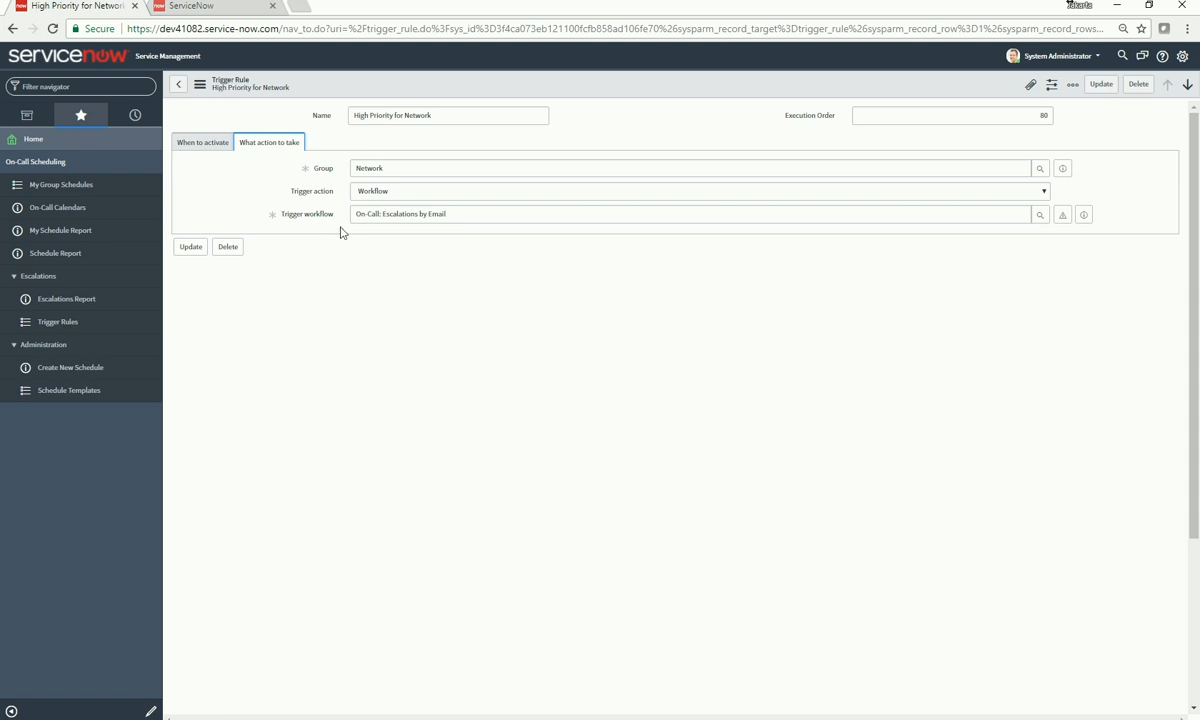 High Priority for Network
ServiceNow
Secure
https://dev41082.service-now.com/nav_to.do?uri=%2Ftrigger_rule.do%3Fsys_id%3D3f4ca073eb121100fcfb858ad106fe70%26sysparm_record_target%3Dtrigger_rule%26sysparm_record_row%3D1%26sysparm_record_rows...
servicenow Service Management
System Administrator
Filter navigator
Trigger Rule
High Priority for Network
Update
Delete
Home
On-Call Scheduling
My Group Schedules
On-Call Calendars
My Schedule Report
Schedule Report
Escalations
Escalations Report
Trigger Rules
Administration
Create New Schedule
Schedule Templates
Name
High Priority for Network
Execution Order
80
When to activate
What action to take
Group
Network
Trigger action
Workflow
Trigger workflow
On-Call: Escalations by Email
Update
Delete